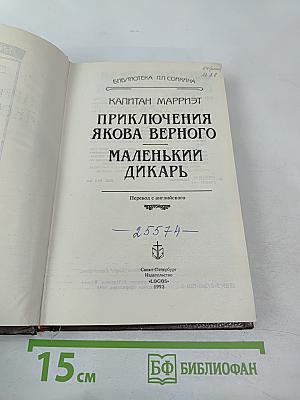 БИБЛИОТЕКА П.П.СОЙКИНА
КАПИТАН МАРРИЭТ
ПРИКЛЮЧЕНИЯ
ЯКОВА ВЕРНОГО
МАЛЕНЬКИЙ
ДИКАРЬ
Перевод с английского
—25574—
Санкт-Петербург
Издательство
«LOGOS»
1993
15 см
БФ БИБЛИОФАН